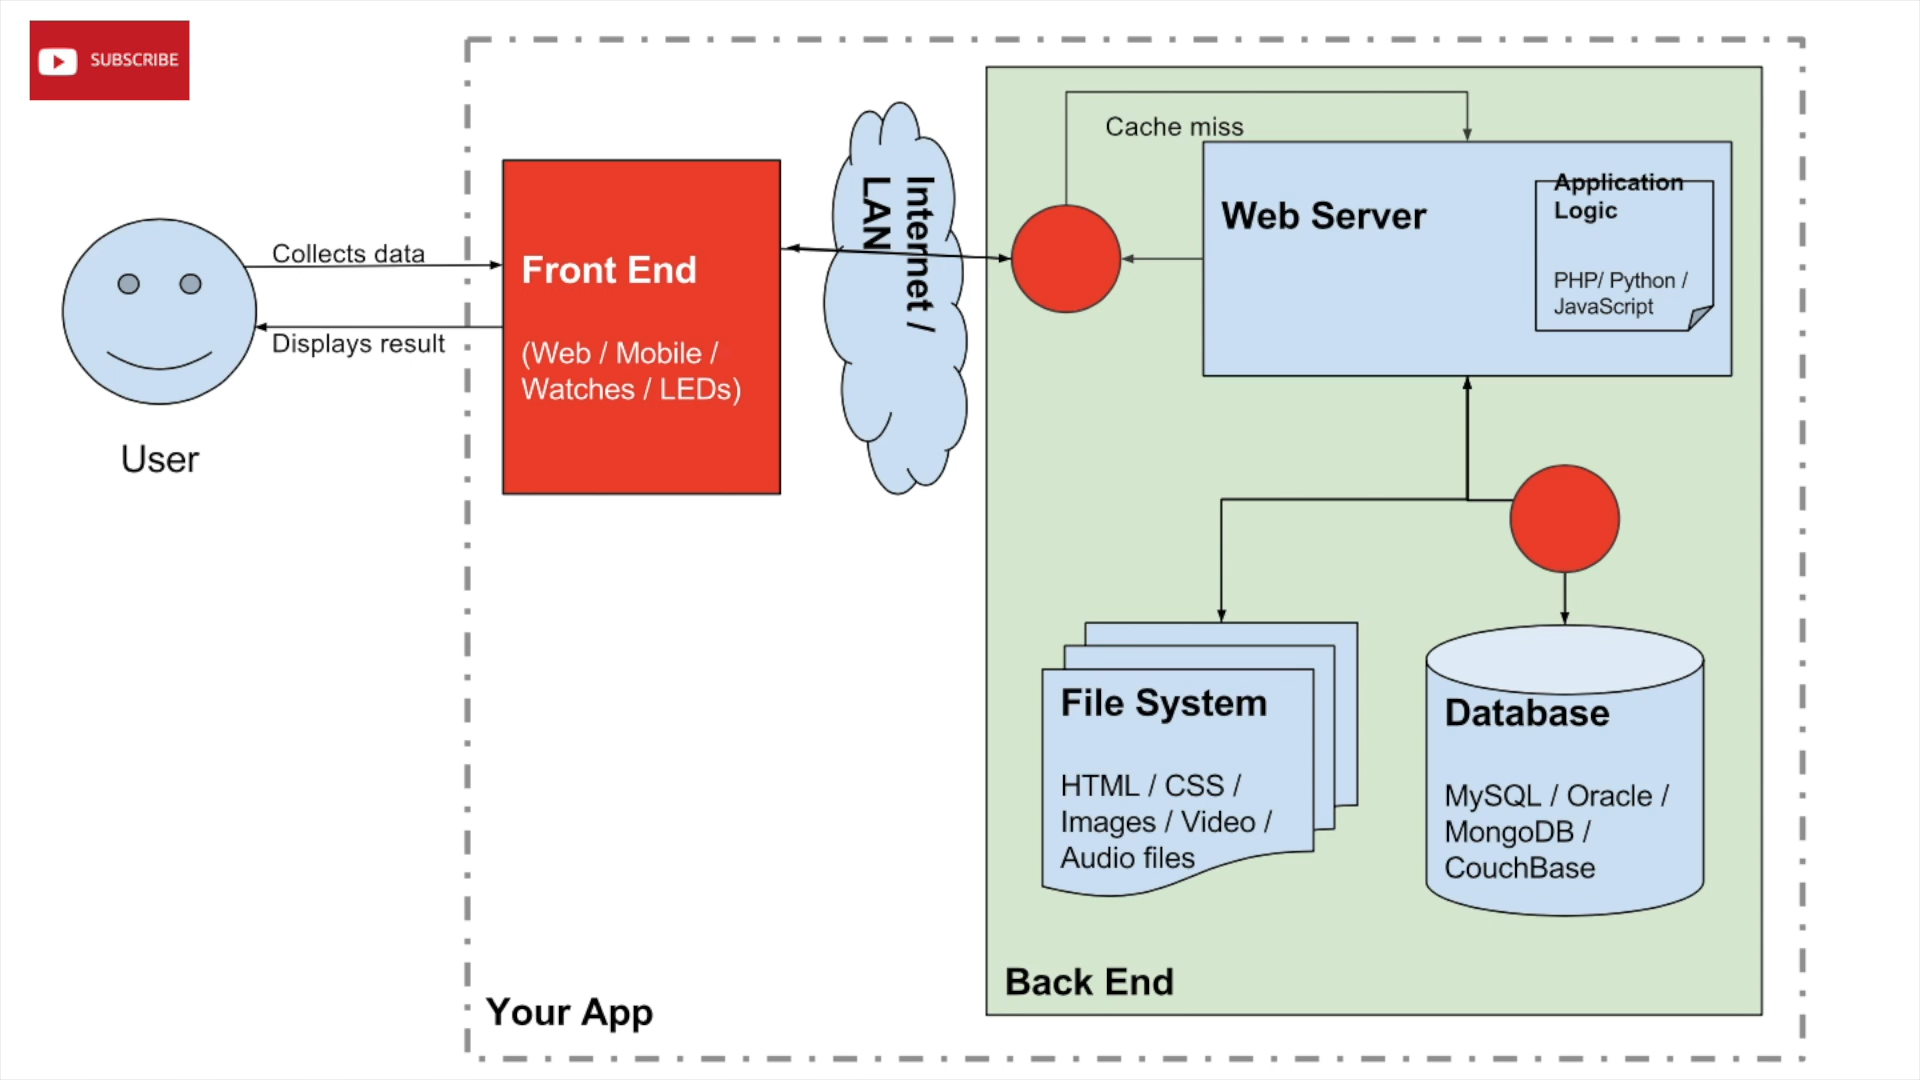 SUBSCRIBE
Collects data
Displays result
User
Front End
(Web / Mobile /
Watches / LEDs)
Internet /
LAN
Cache miss
Web Server
Application
Logic
PHP/ Python /
JavaScript
File System
HTML / CSS /
Images / Video /
Audio files
Database
MySQL / Oracle /
MongoDB /
CouchBase
Back End
Your App